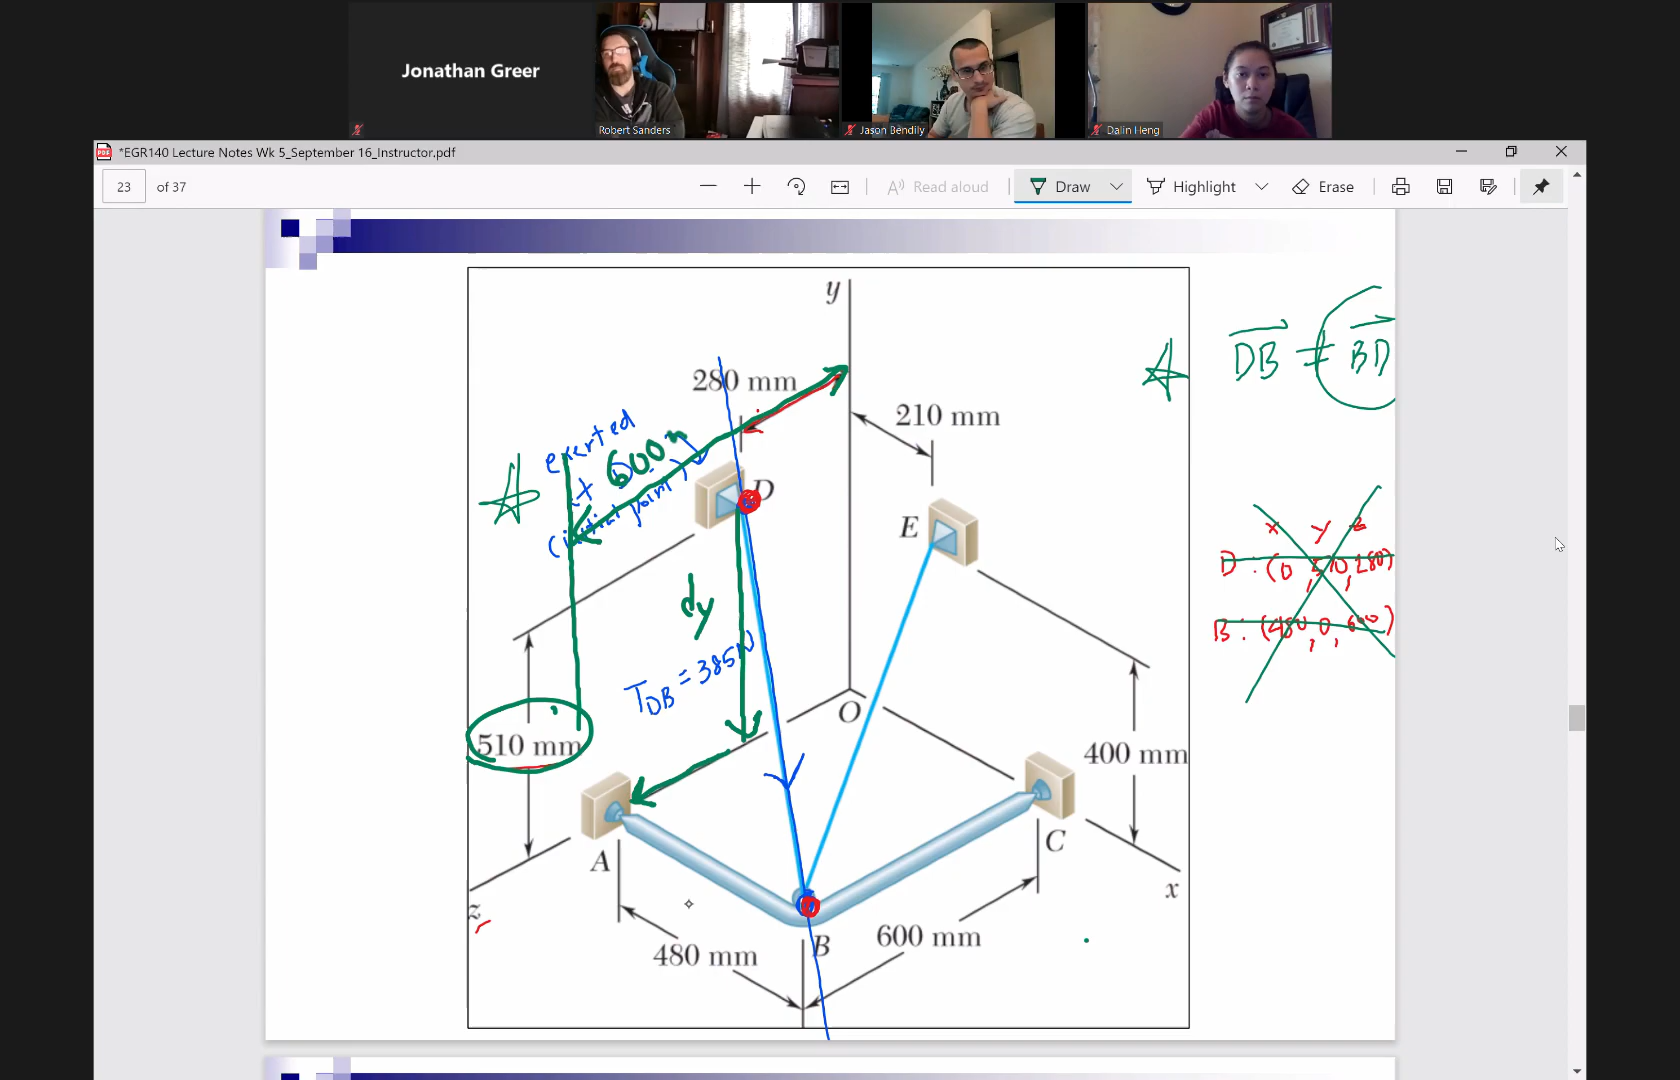 Jonathan Greer
Robert Sanders
Jason Bendily
Dalin Heng
*EGR140 Lecture Notes Wk 5_September 16_Instructor.pdf
23 of 37
Read aloud
Draw
Highlight
Erase
y
280 mm
210 mm
exerted
600
(initial point)
D
E
dy
T_DB = 385N
O
510 mm
400 mm
A
C
x
z
480 mm
B
600 mm
DB ≠ BD
x y z
D : (0, 510, 280)
B : (480, 0, 600)